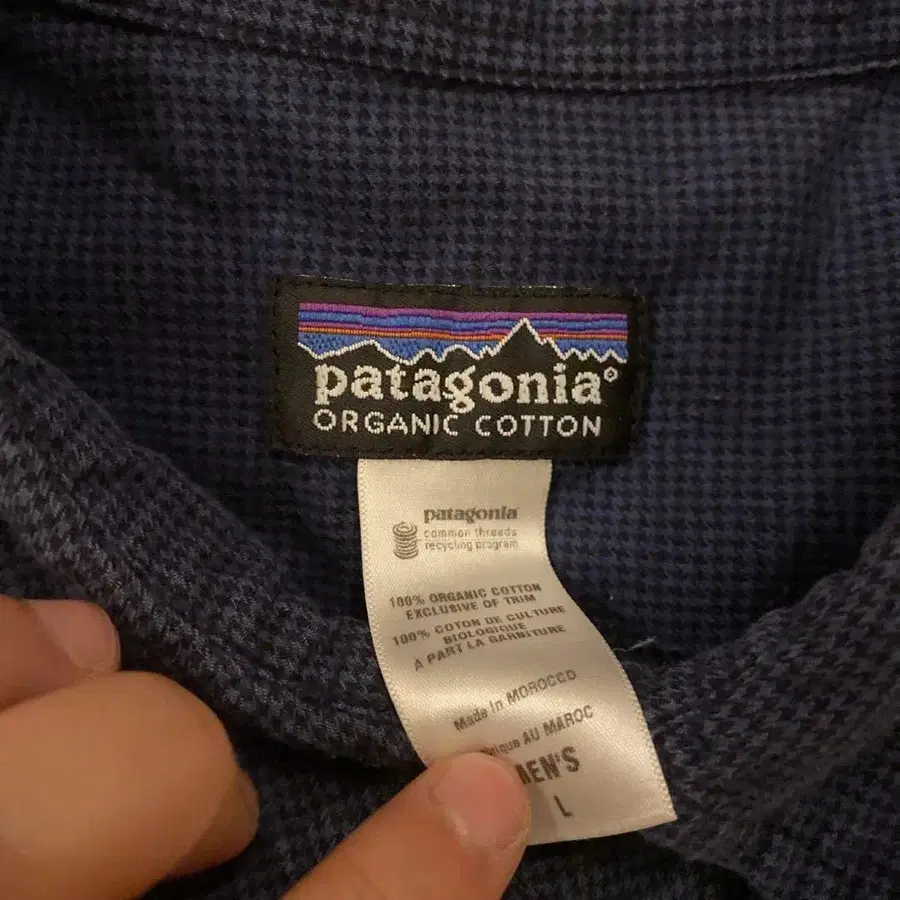 patagonia®
ORGANIC COTTON
patagonia
common threads
recycling program
100% ORGANIC COTTON
EXCLUSIVE OF TRIM
100% COTON DE CULTURE
BIOLOGIQUE
A PART LA GARNITURE
Made in MOROCCO
AU MAROC
L